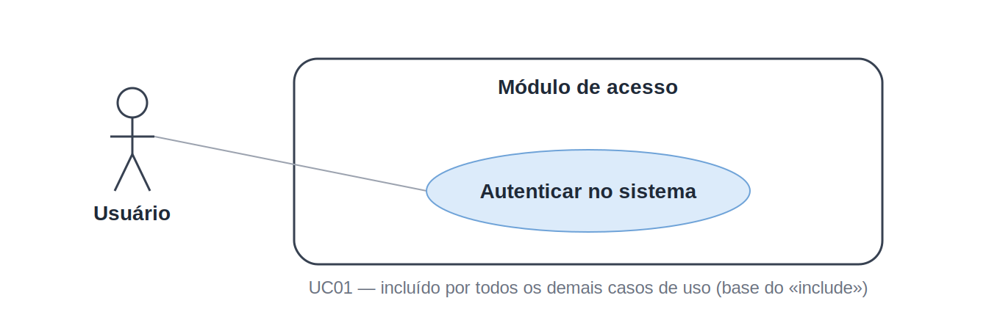 Módulo de acesso
Autenticar no sistema
Usuário
UC01 — incluído por todos os demais casos de uso (base do «include»)